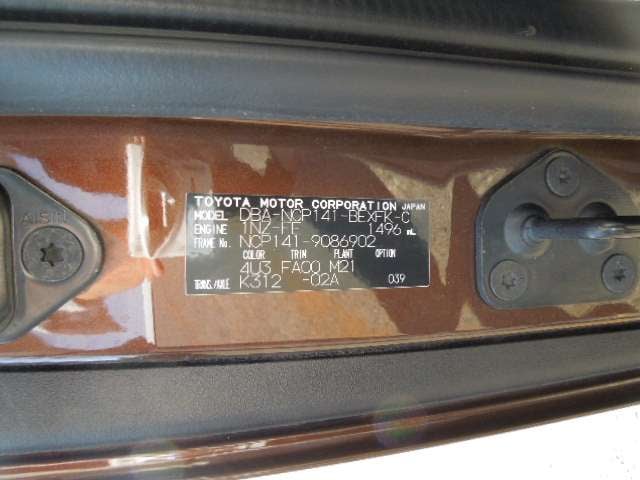 AISIN
TOYOTA MOTOR CORPORATION JAPAN
MODEL DBA-NCP141-BEXFK-C
ENGINE 1NZ-FE 1496 mL
FRAME No. NCP141-9086902
COLOR TRIM PLANT OPTION
4U3 FA00 M21
TRANS./AXLE K312 -02A 039